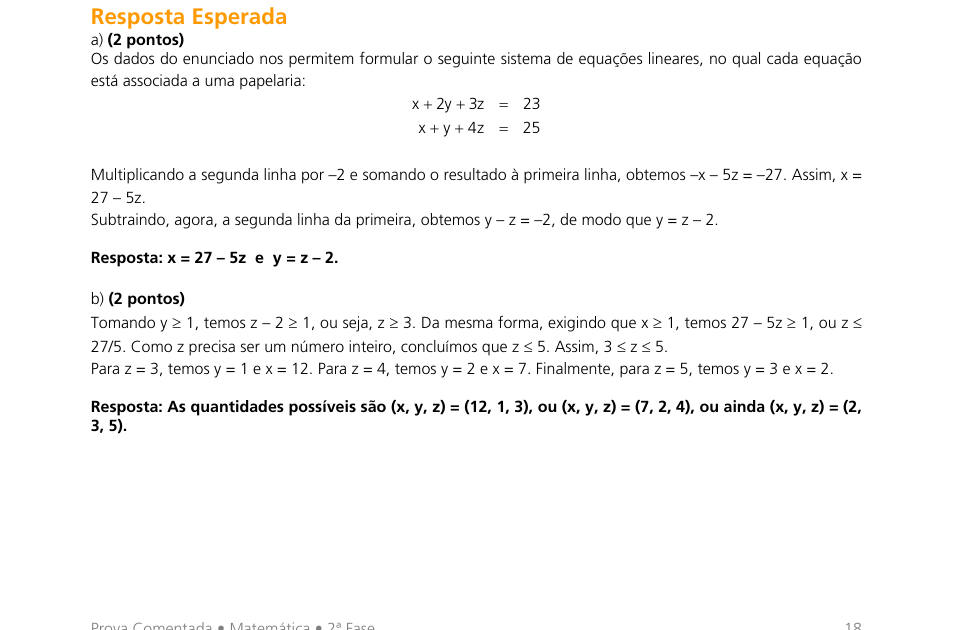 Resposta Esperada
a) (2 pontos)
Os dados do enunciado nos permitem formular o seguinte sistema de equações lineares, no qual cada equação
está associada a uma papelaria:
x + 2y + 3z = 23
x + y + 4z = 25
Multiplicando a segunda linha por –2 e somando o resultado à primeira linha, obtemos –x – 5z = –27. Assim, x =
27 – 5z.
Subtraindo, agora, a segunda linha da primeira, obtemos y – z = –2, de modo que y = z – 2.
Resposta: x = 27 – 5z e y = z – 2.
b) (2 pontos)
Tomando y ≥ 1, temos z – 2 ≥ 1, ou seja, z ≥ 3. Da mesma forma, exigindo que x ≥ 1, temos 27 – 5z ≥ 1, ou z ≤
27/5. Como z precisa ser um número inteiro, concluímos que z ≤ 5. Assim, 3 ≤ z ≤ 5.
Para z = 3, temos y = 1 e x = 12. Para z = 4, temos y = 2 e x = 7. Finalmente, para z = 5, temos y = 3 e x = 2.
Resposta: As quantidades possíveis são (x, y, z) = (12, 1, 3), ou (x, y, z) = (7, 2, 4), ou ainda (x, y, z) = (2,
3, 5).
Prova Comentada • Matemática • 2ª Fase 18